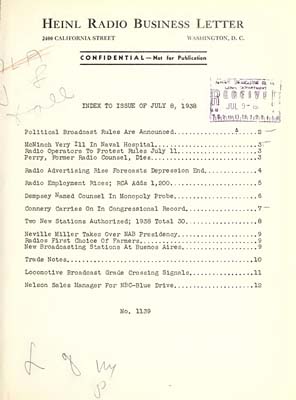 HEINL RADIO BUSINESS LETTER
2400 CALIFORNIA STREET WASHINGTON, D. C.
CONFIDENTIAL—Not for Publication
INDEX TO ISSUE OF JULY 8, 1938
Political Broadcast Rules Are Announced....................2
McNinch Very Ill In Naval Hospital.........................3
Radio Operators To Protest Rules July 11...................3
Perry, Former Radio Counsel, Dies..........................3
Radio Advertising Rise Forecasts Depression End............4
Radio Employment Rices; RCA Adds 1,200.....................5
Dempsey Named Counsel In Monopoly Probe....................6
Connery Carries On In Congressional Record.................7
Two New Stations Authorized; 1938 Total 30.................8
Neville Miller Takes Over NAB Presidency...................9
Radios First Choice Of Farmers.............................9
New Broadcasting Stations At Buenos Aires..................9
Trade Notes................................................10
Locomotive Broadcast Grade Crossing Signals................11
Nelson Sales Manager For NBC-Blue Drive....................12
No. 1139